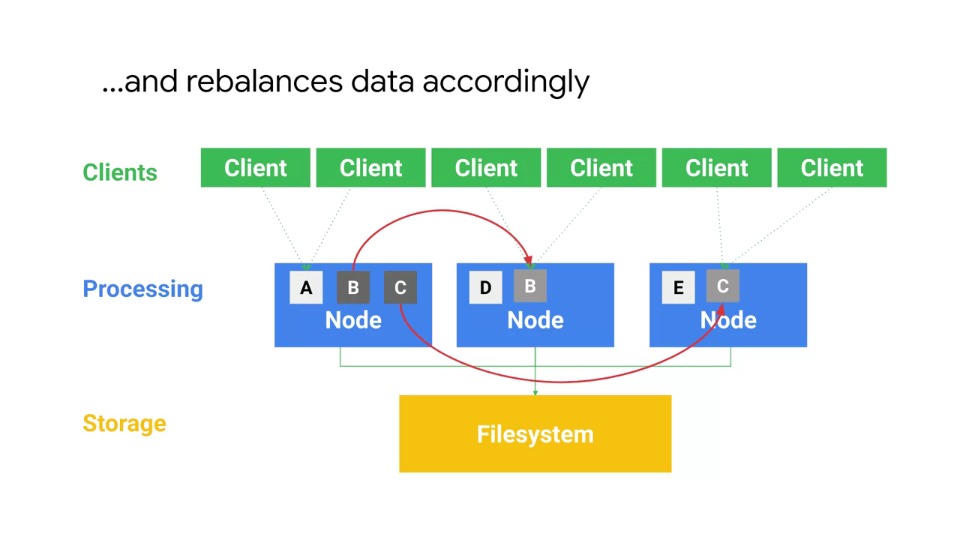 ...and rebalances data accordingly
Clients
Client Client Client Client Client Client
Processing
A B C D B E C
Node Node Node
Storage
Filesystem